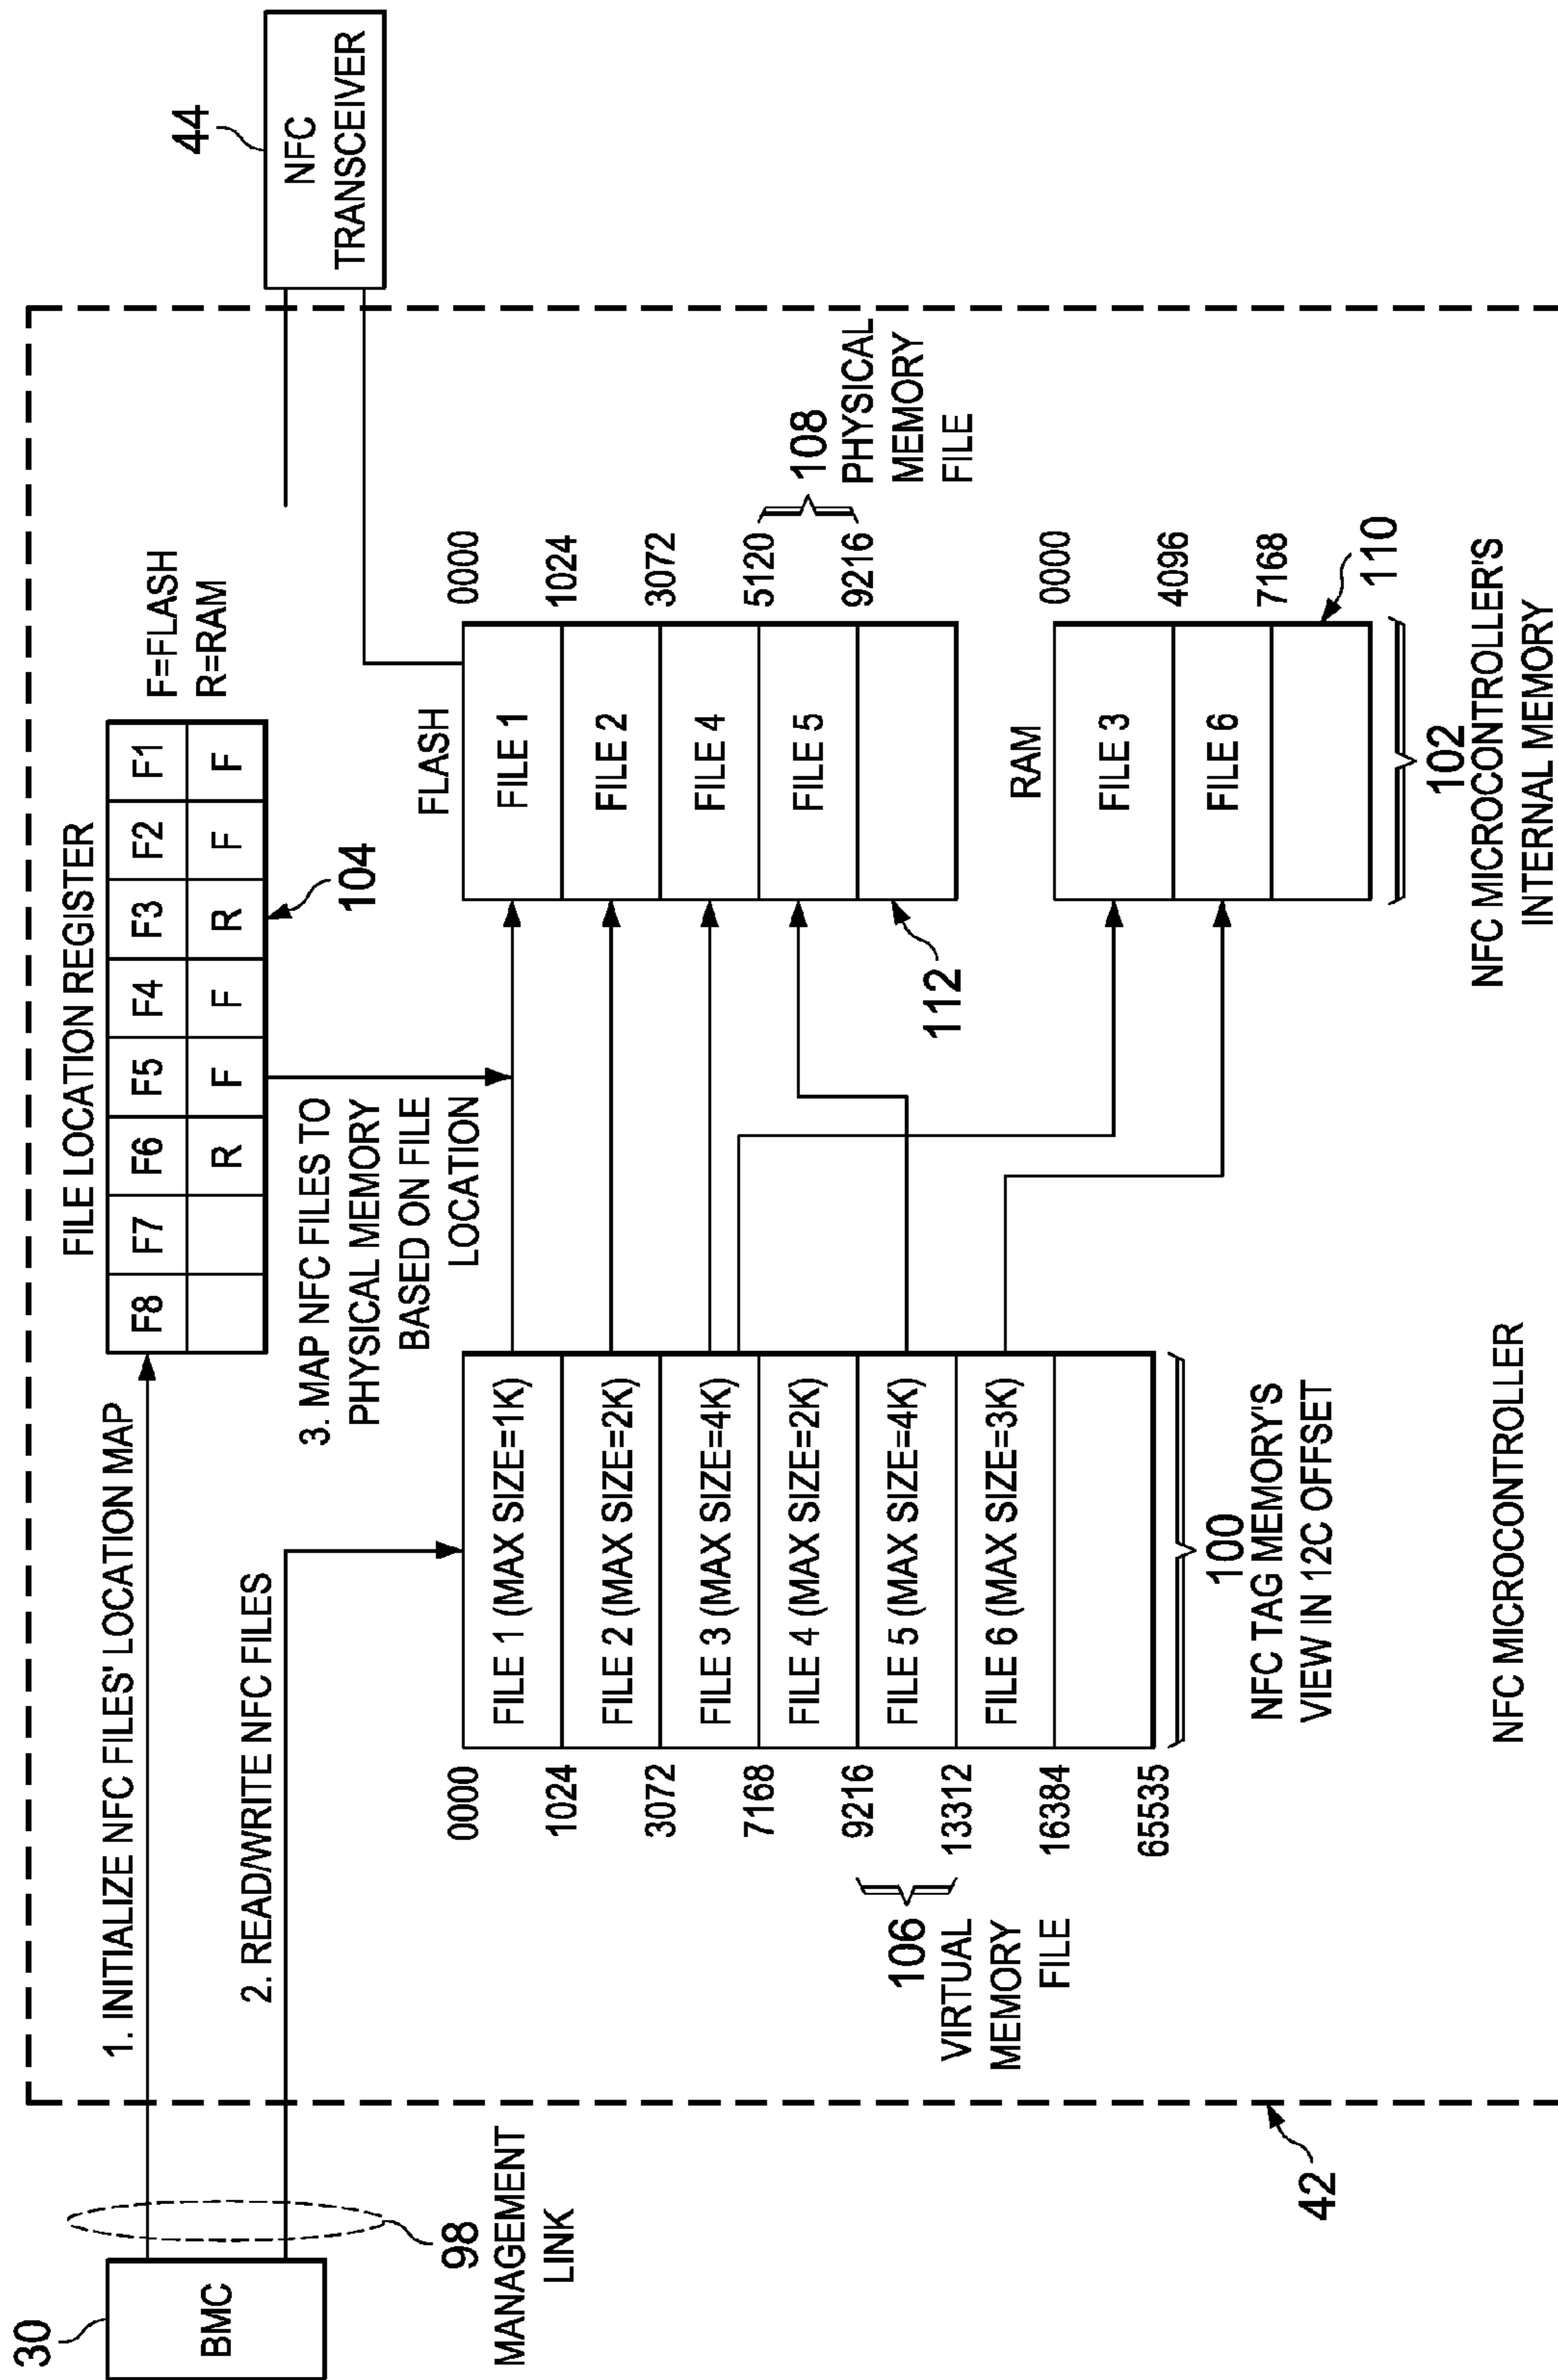 30
BMC
98
MANAGEMENT
LINK
1. INITIALIZE NFC FILES' LOCATION MAP
2. READ/WRITE NFC FILES
FILE LOCATION REGISTER
F8 F7 F6 F5 F4 F3 F2 F1
R F F R F F
F=FLASH
R=RAM
104
44
NFC
TRANSCEIVER
3. MAP NFC FILES TO
PHYSICAL MEMORY
BASED ON FILE
LOCATION
0000
FILE 1 (MAX SIZE=1K)
1024
FILE 2 (MAX SIZE=2K)
3072
FILE 3 (MAX SIZE=4K)
7168
FILE 4 (MAX SIZE=2K)
9216
FILE 5 (MAX SIZE=4K)
13312
FILE 6 (MAX SIZE=3K)
16384
65535
106
VIRTUAL
MEMORY
FILE
100
NFC TAG MEMORY'S
VIEW IN 12C OFFSET
FLASH
0000
FILE 1
1024
FILE 2
3072
FILE 4
5120
FILE 5
9216
108
PHYSICAL
MEMORY
FILE
112
RAM
0000
FILE 3
4096
FILE 6
7168
110
102
NFC MICROCONTROLLER'S
INTERNAL MEMORY
42
NFC MICROCONTROLLER